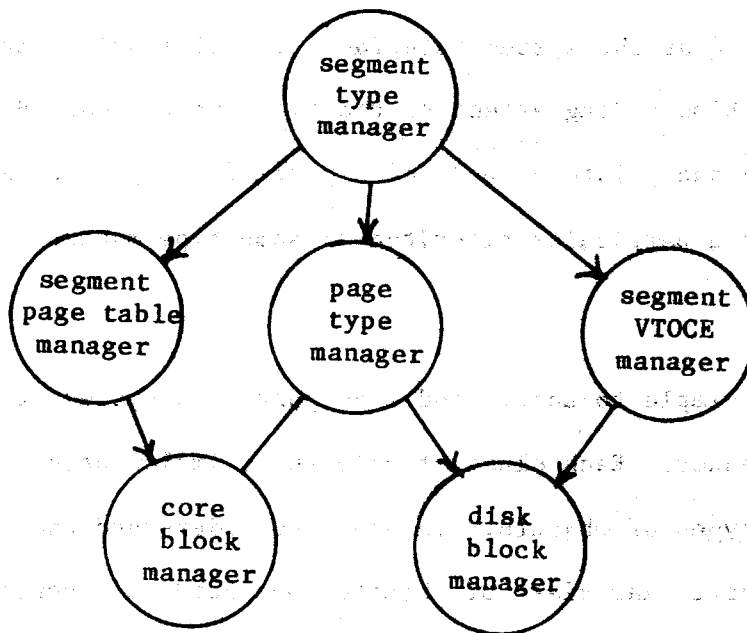 segment
type
manager
segment
page table
manager
page
type
manager
segment
VTOCE
manager
core
block
manager
disk
block
manager